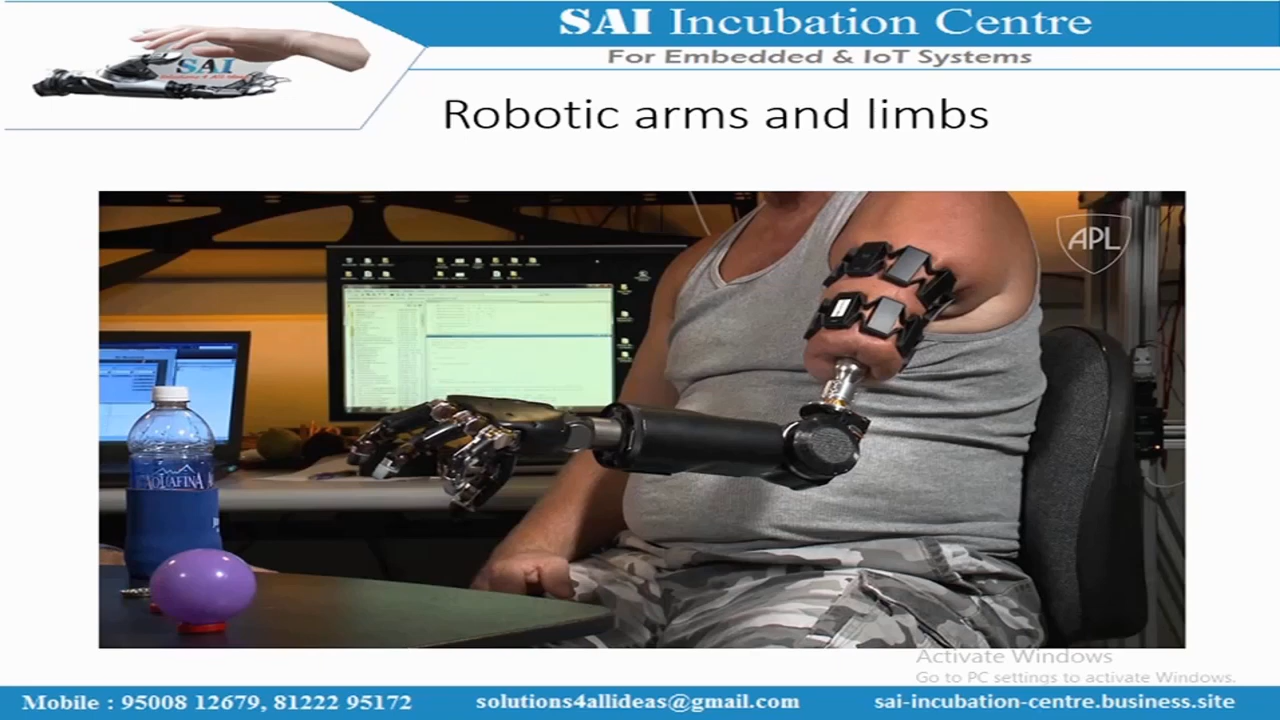 SAI Incubation Centre
For Embedded & IoT Systems
SAI
Robotic arms and limbs
APL
AQUAFINA
Activate Windows
Go to PC settings to activate Windows.
Mobile : 95008 12679, 81222 95172
solutions4allideas@gmail.com
sai-incubation-centre.business.site